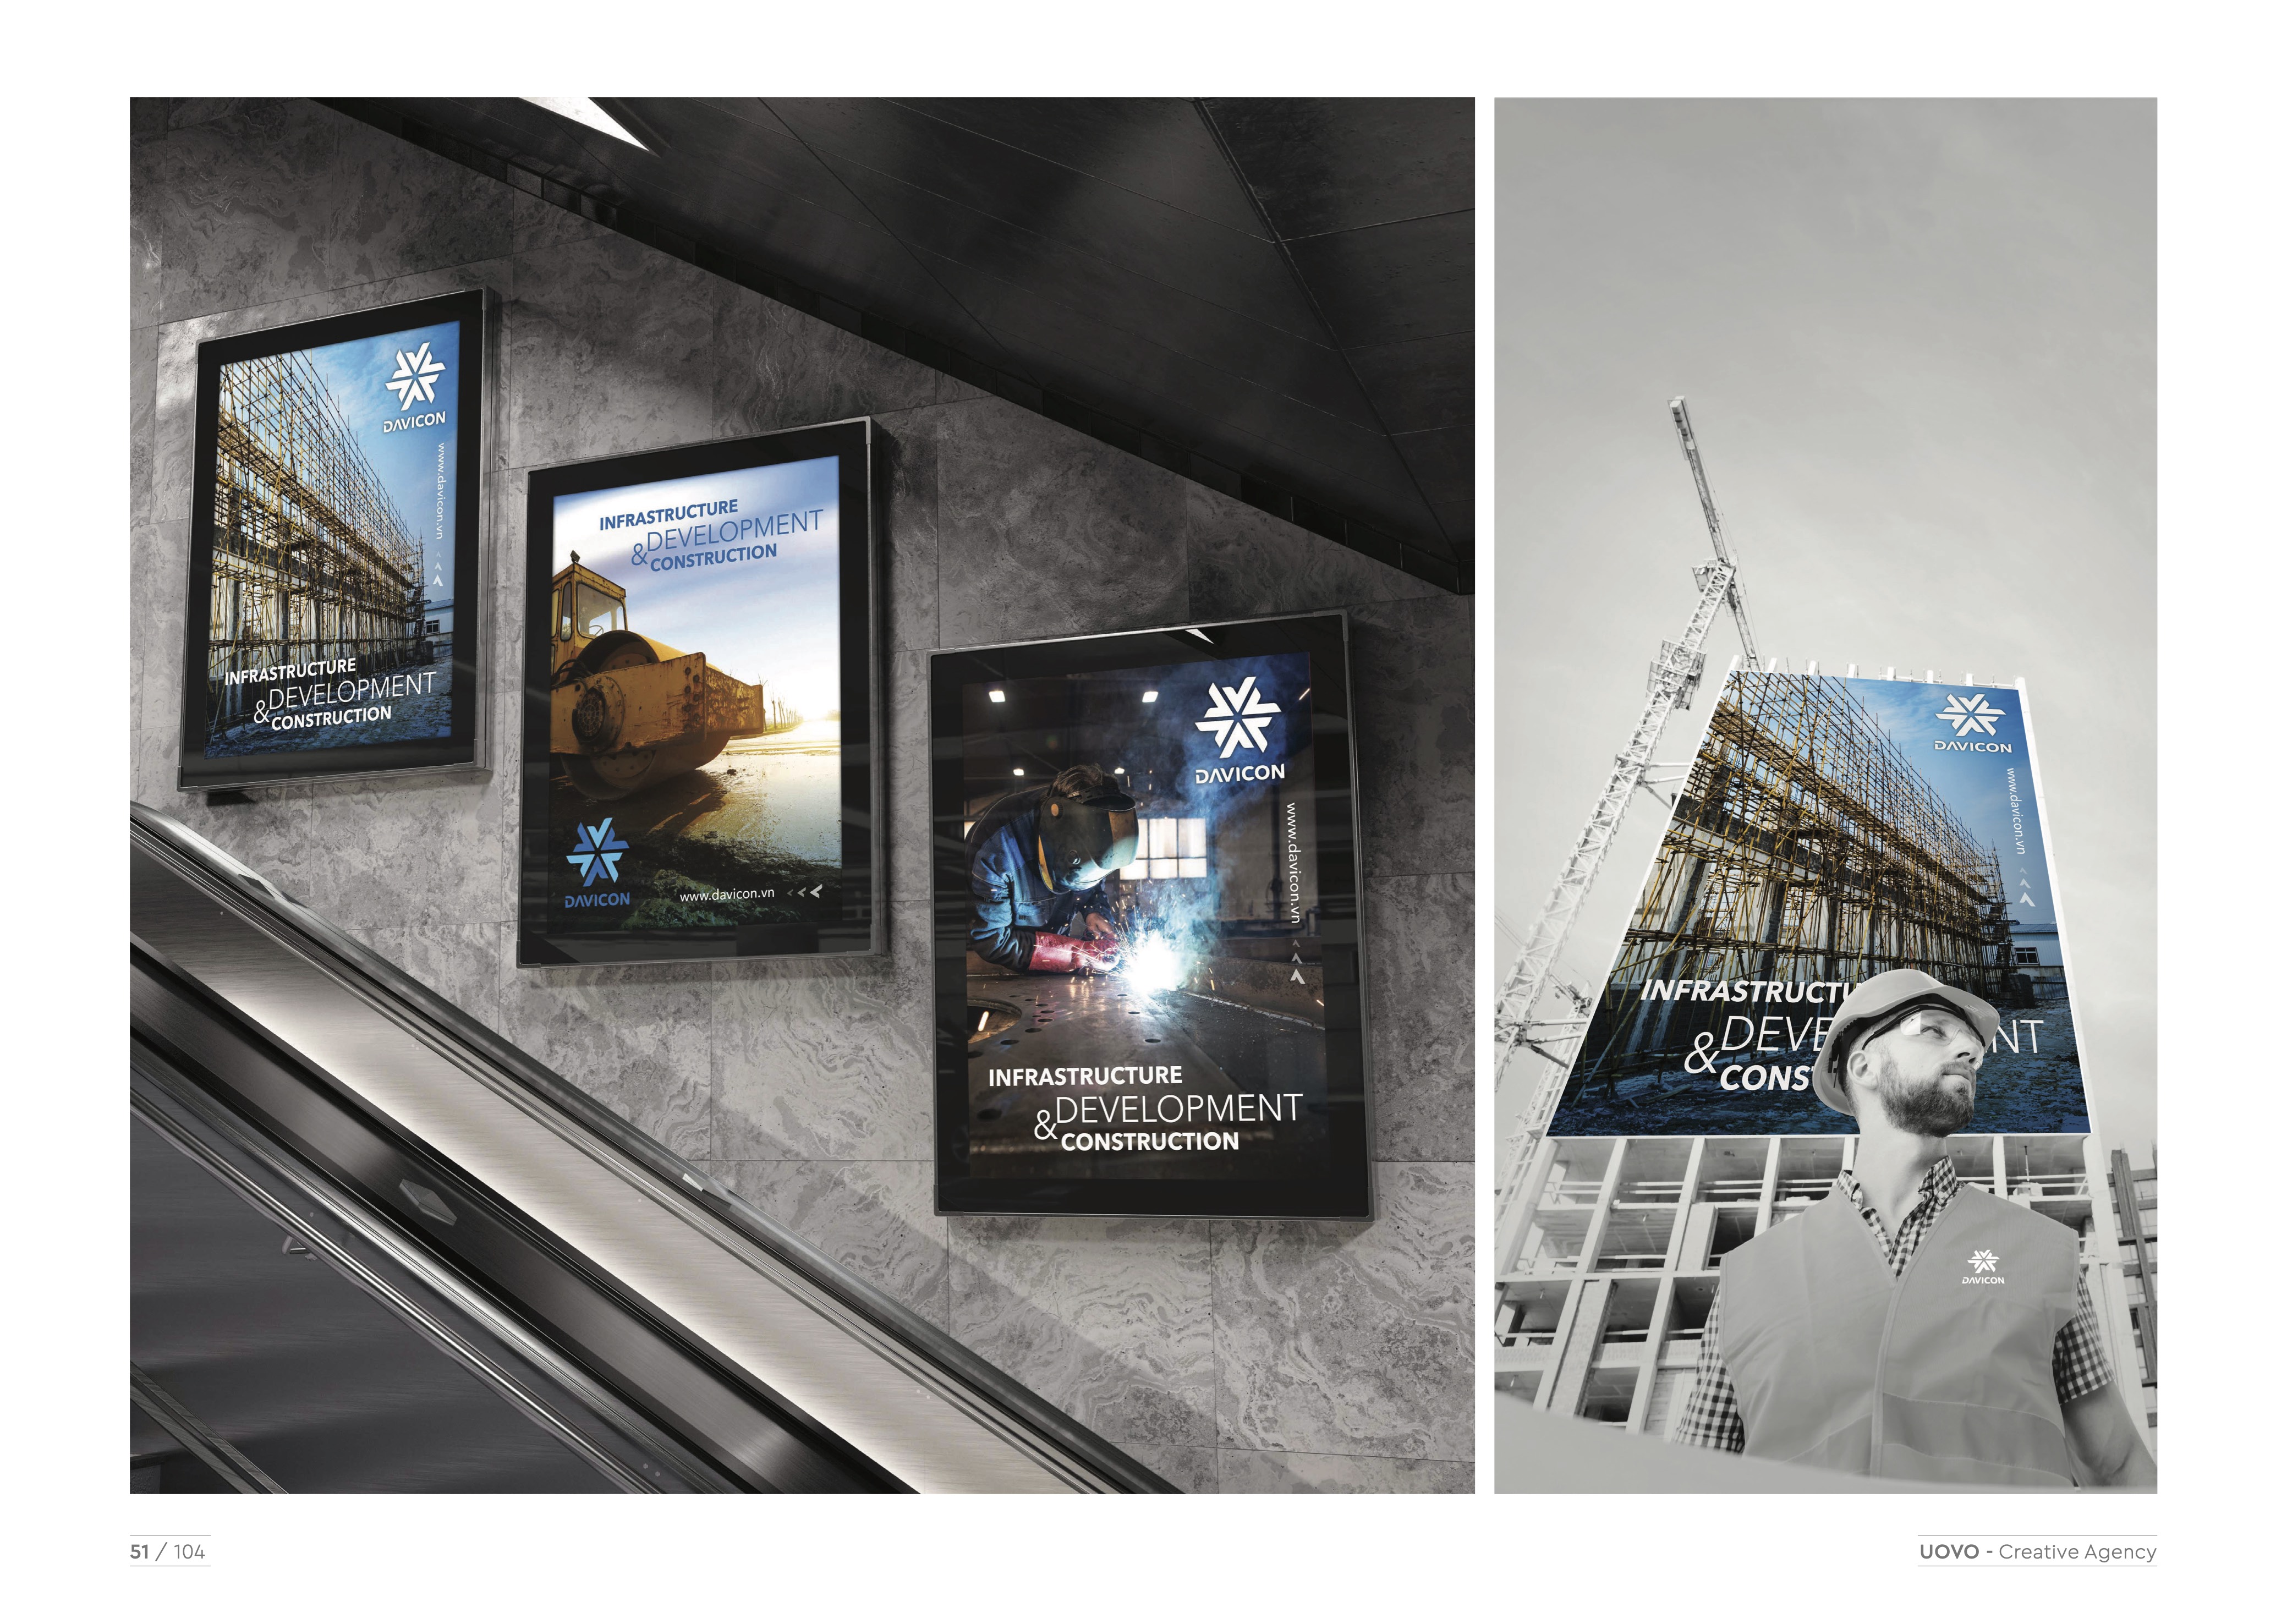 DAVICON
www.davicon.vn
INFRASTRUCTURE
&DEVELOPMENT
CONSTRUCTION
INFRASTRUCTURE
&DEVELOPMENT
CONSTRUCTION
DAVICON
www.davicon.vn
DAVICON
www.davicon.vn
INFRASTRUCTURE
&DEVELOPMENT
CONSTRUCTION
DAVICON
www.davicon.vn
INFRASTRUCTU
&DEVE NT
CONS
DAVICON
51 / 104
UOVO - Creative Agency